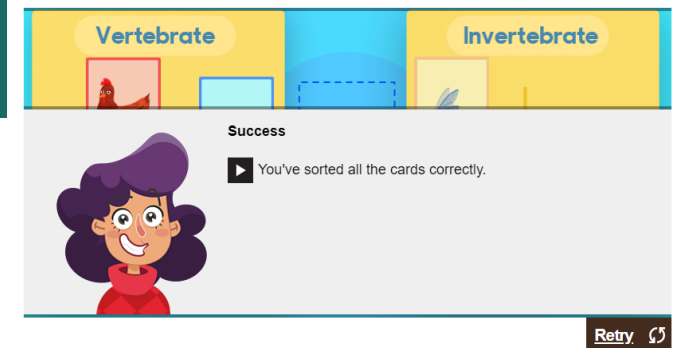 Vertebrate
Invertebrate
Success
You've sorted all the cards correctly.
Retry